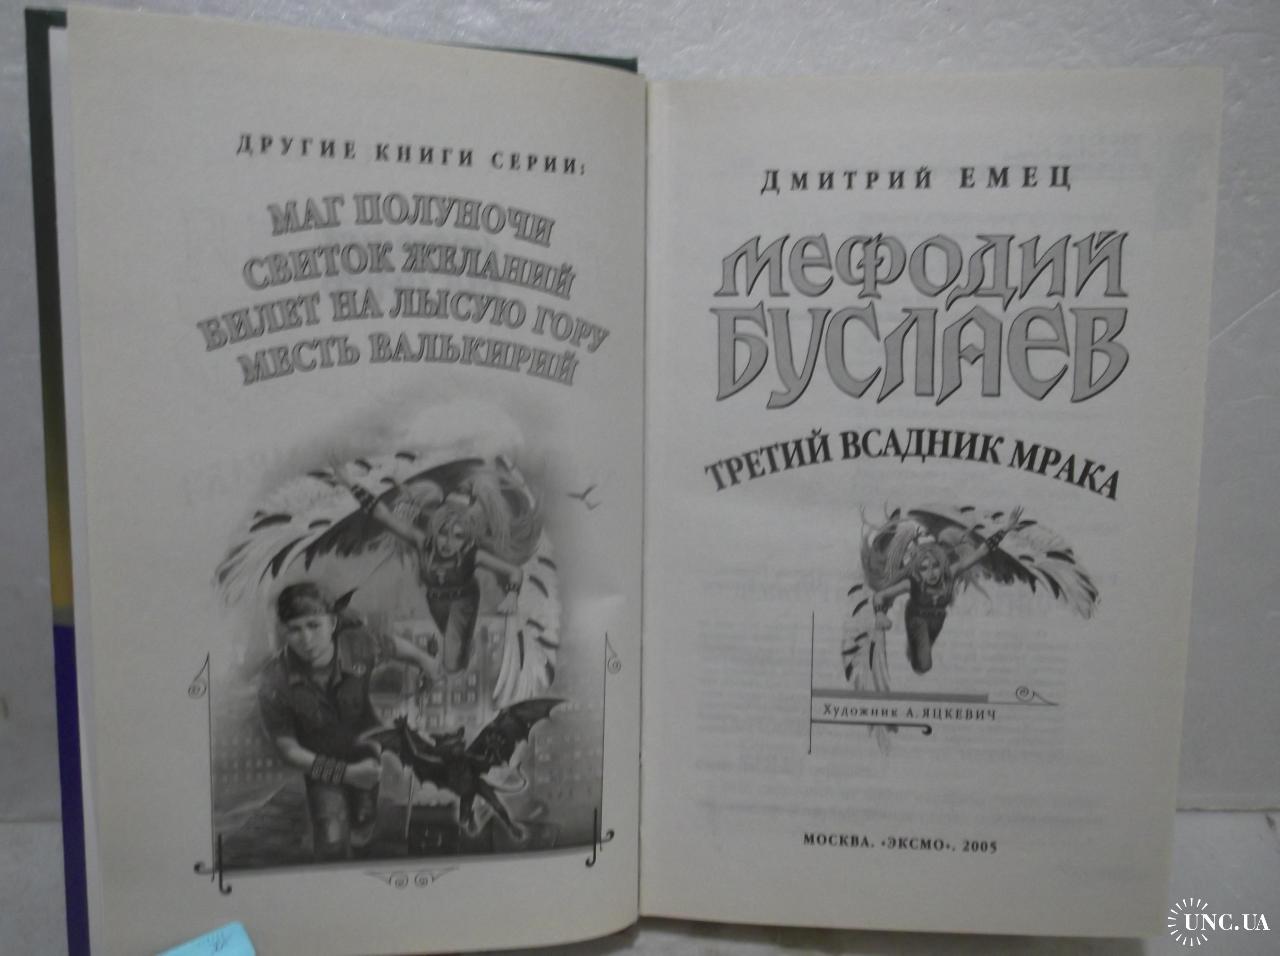 ДРУГИЕ КНИГИ СЕРИИ:
МАГ ПОЛУНОЧИ
СВИТОК ЖЕЛАНИЙ
БИЛЕТ НА ЛЫСУЮ ГОРУ
МЕСТЬ ВАЛЬКИРИЙ
ДМИТРИЙ ЕМЕЦ
МЕФОДИЙ
БУСЛАЕВ
ТРЕТИЙ ВСАДНИК МРАКА
Художник А. ЯЦКЕВИЧ
МОСКВА, «ЭКСМО», 2005
UNC.UA